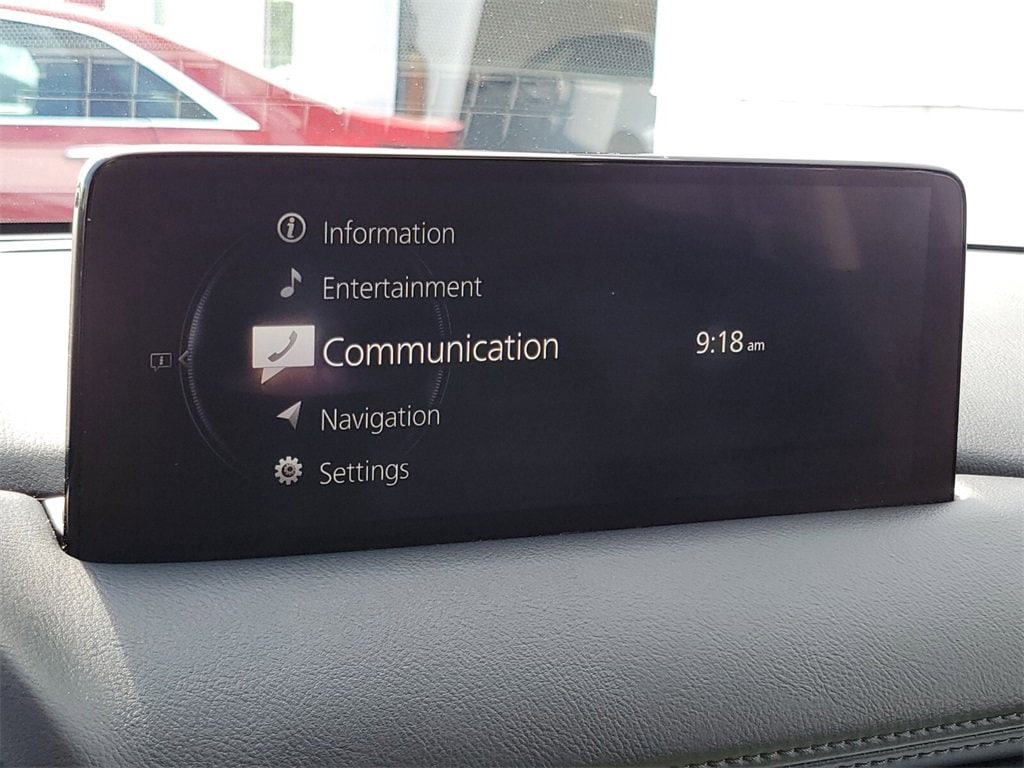 Information
Entertainment
Communication
9:18 am
Navigation
Settings